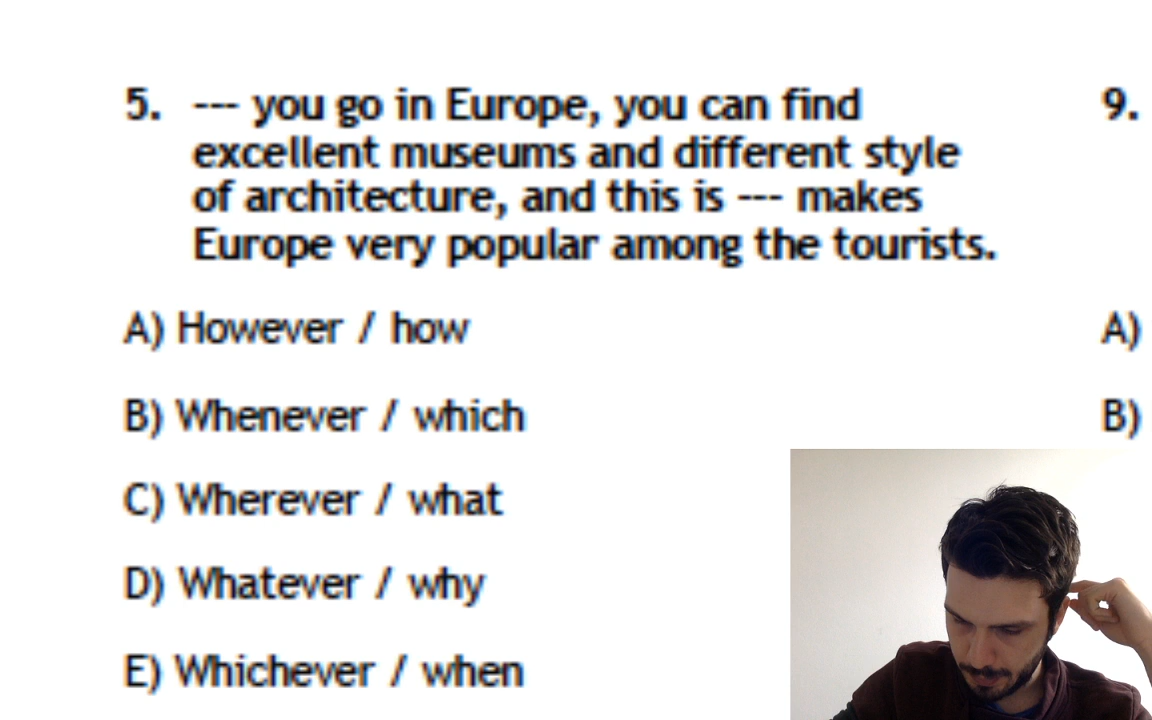 5. --- you go in Europe, you can find
excellent museums and different style
of architecture, and this is --- makes
Europe very popular among the tourists.
A) However / how
B) Whenever / which
C) Wherever / what
D) Whatever / why
E) Whichever / when
9.
A)
B)